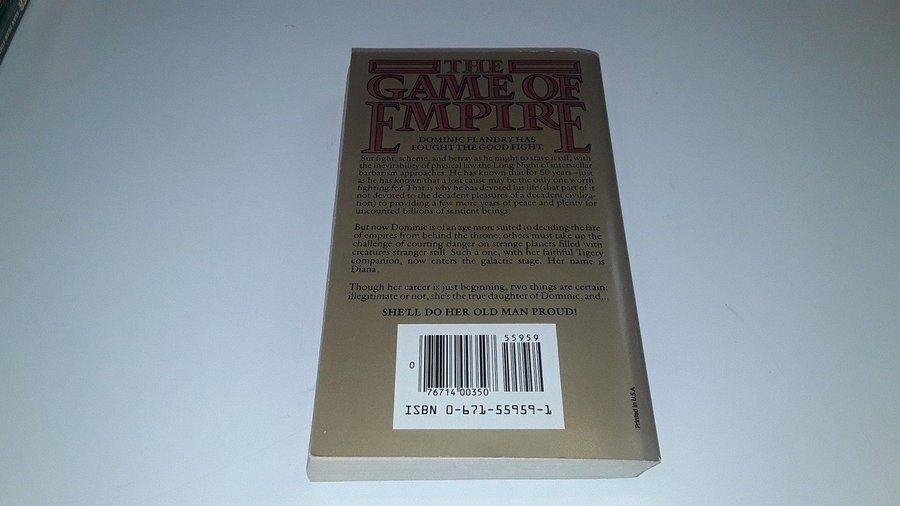 THE
GAME OF
EMPIRE
DOMINIC FLANDRY HAS
FOUGHT THE GOOD FIGHT.
But fight, scheme, and betray as he might to stave it off, with
the inevitability of physical law the Long Night of interstellar
barbarism approaches. He has known that for 50 years—just
as he has known that a lost cause may be the only one worth
fighting for. That is why he has devoted his life (that part of it
not devoted to the decadent pleasures of a decadent civiliza-
tion) to providing a few more years of peace and plenty for
uncounted billions of sentient beings.
But now Dominic is of an age more suited to deciding the fate
of empires from behind the throne; others must take up the
challenge of courting danger on strange planets filled with
creatures stranger still. Such a one, with her faithful Tigery
companion, now enters the galactic stage. Her name is
Diana.
Though her career is just beginning, two things are certain:
illegitimate or not, she's the true daughter of Dominic, and...
SHE'LL DO HER OLD MAN PROUD!
55959
0
76714 00350
ISBN 0-671-55959-1
Printed in U.S.A